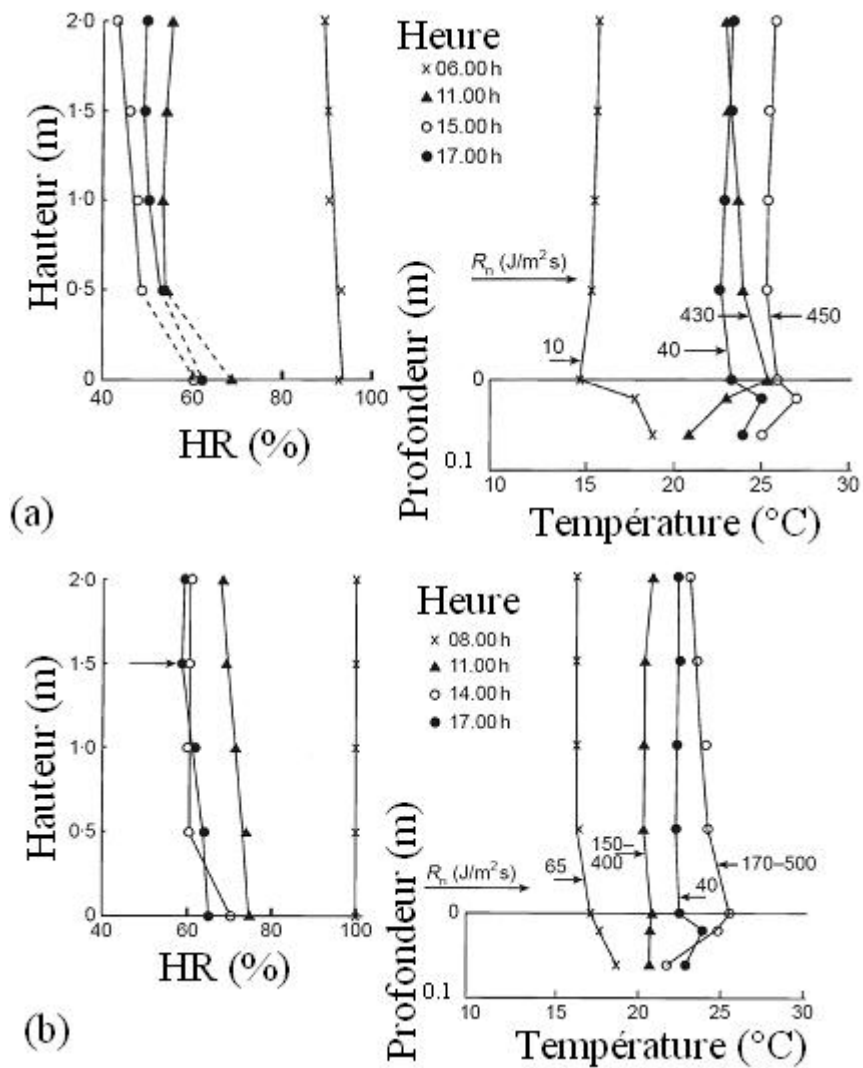 2·0
1·5
1·0
0·5
0
Hauteur (m)
40 60 80 100
HR (%)
(a)
Heure
06.00 h
11.00 h
15.00 h
17.00 h
Rn (J/m²s)
10
430
40
450
Profondeur (m)
0
0.1
10 15 20 25 30
Température (°C)
2·0
1·5
1·0
0·5
0
Hauteur (m)
40 60 80 100
HR (%)
(b)
Heure
08.00 h
11.00 h
14.00 h
17.00 h
Rn (J/m²s)
65
150–
400
40
170–500
Profondeur (m)
0
0.1
10 15 20 25 30
Température (°C)